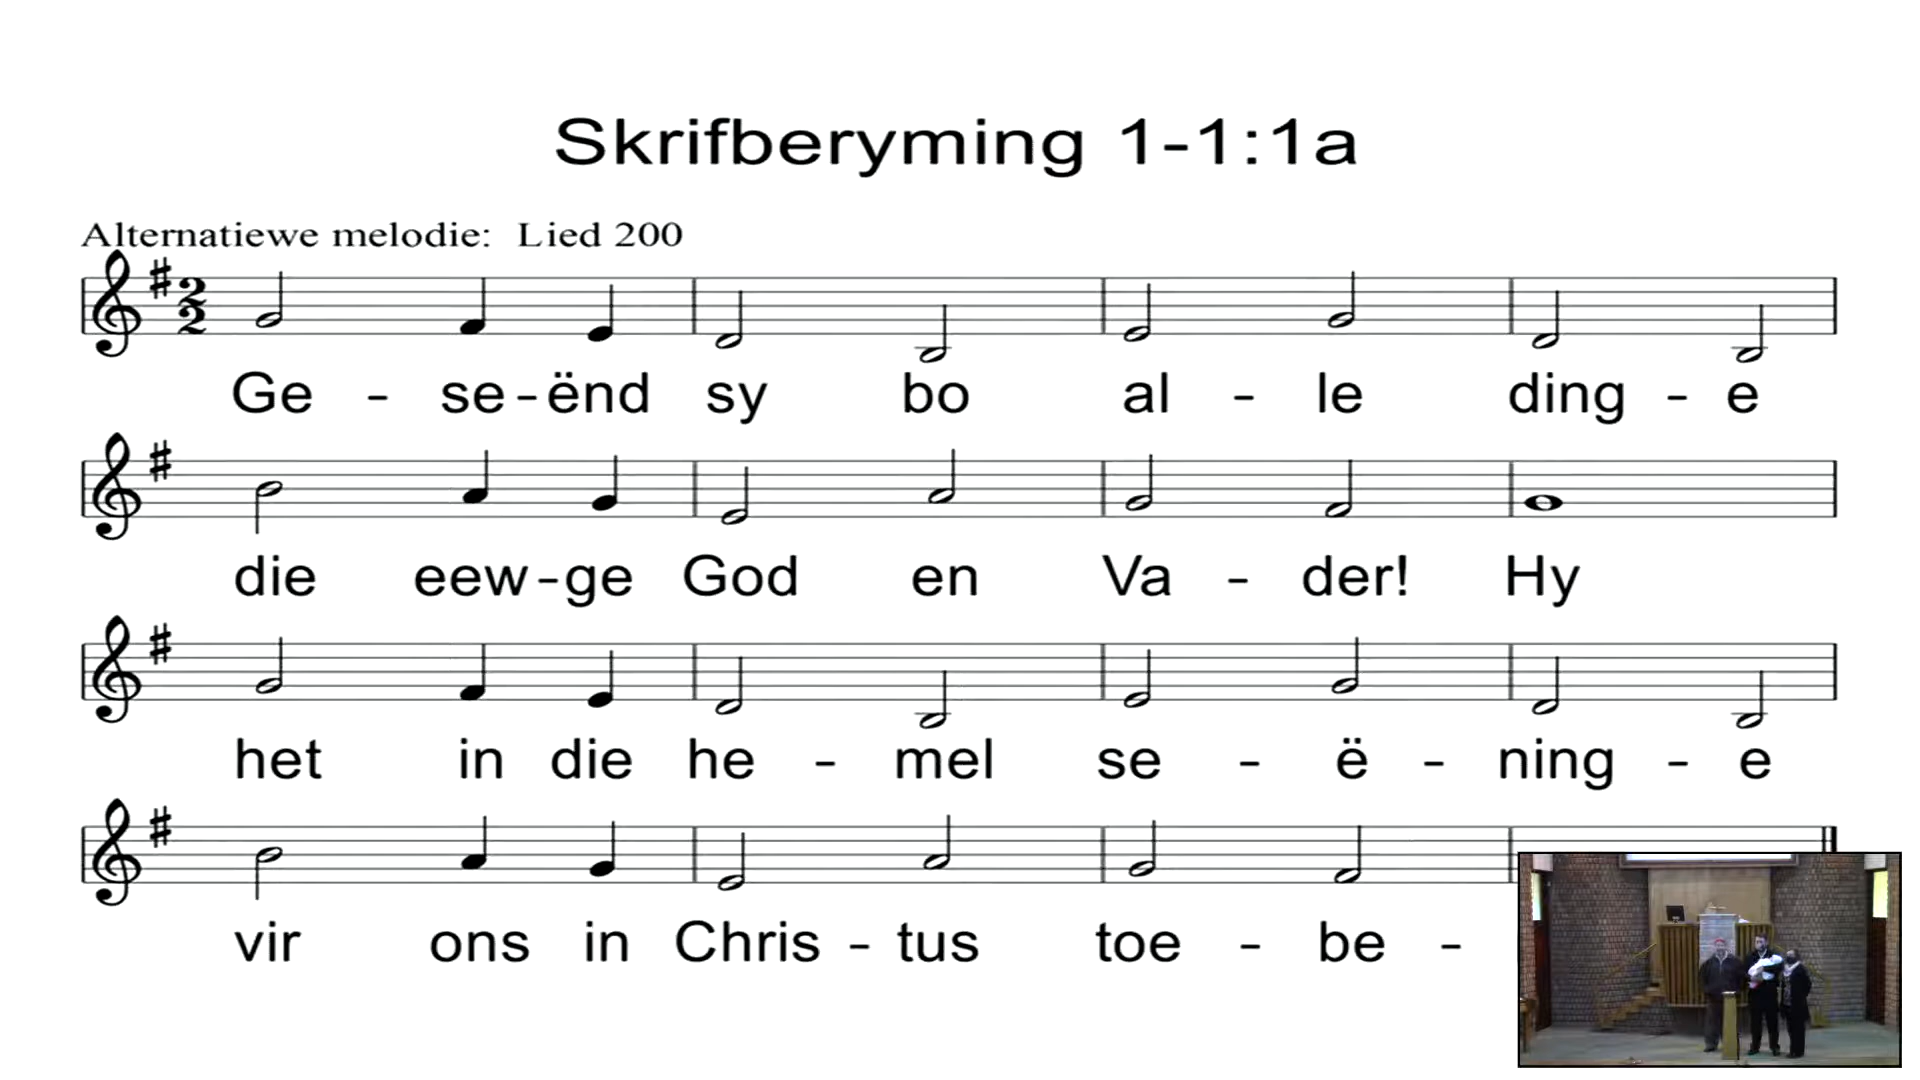 Skrifberyming 1-1:1a
Alternatiewe melodie: Lied 200
2
2
Ge - se-ënd sy bo al - le ding - e
die eew-ge God en Va - der! Hy
het in die he - mel se - ë - ning - e
vir ons in Chris - tus toe - be -